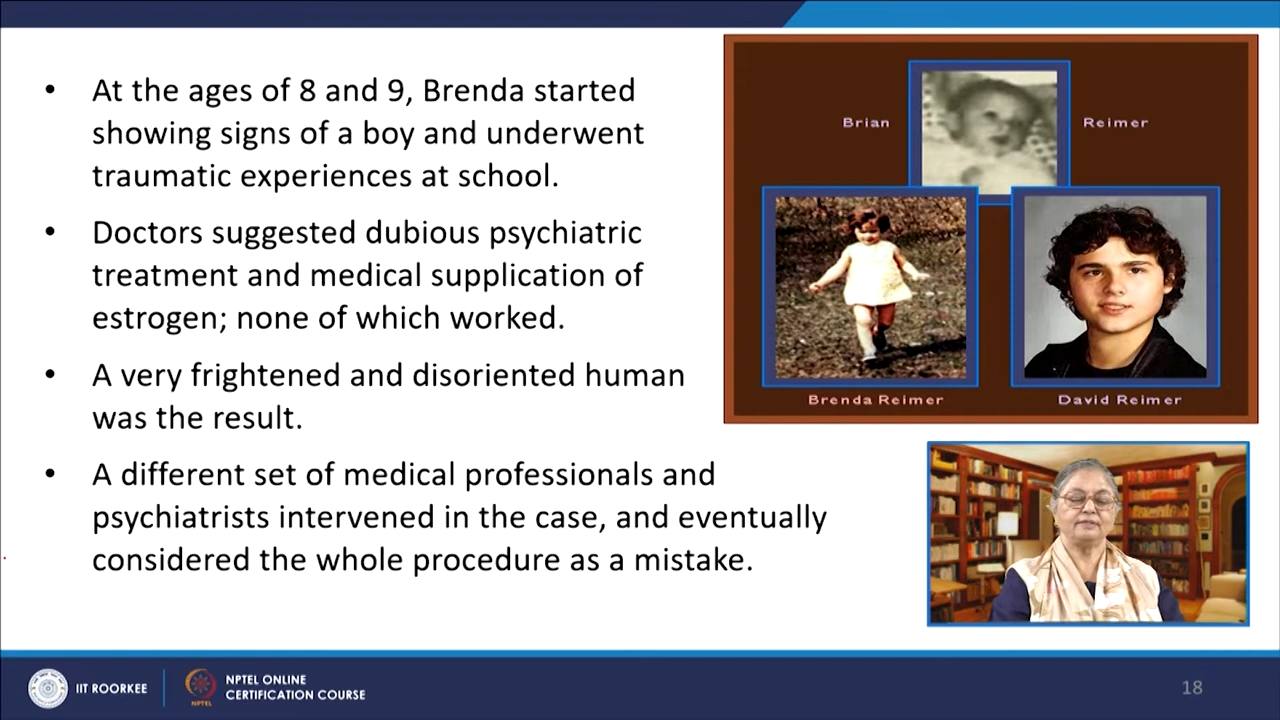 • At the ages of 8 and 9, Brenda started
showing signs of a boy and underwent
traumatic experiences at school.
• Doctors suggested dubious psychiatric
treatment and medical supplication of
estrogen; none of which worked.
• A very frightened and disoriented human
was the result.
• A different set of medical professionals and
psychiatrists intervened in the case, and eventually
considered the whole procedure as a mistake.
Brian Reimer
Brenda Reimer
David Reimer
IIT ROORKEE
NPTEL
NPTEL ONLINE
CERTIFICATION COURSE
18